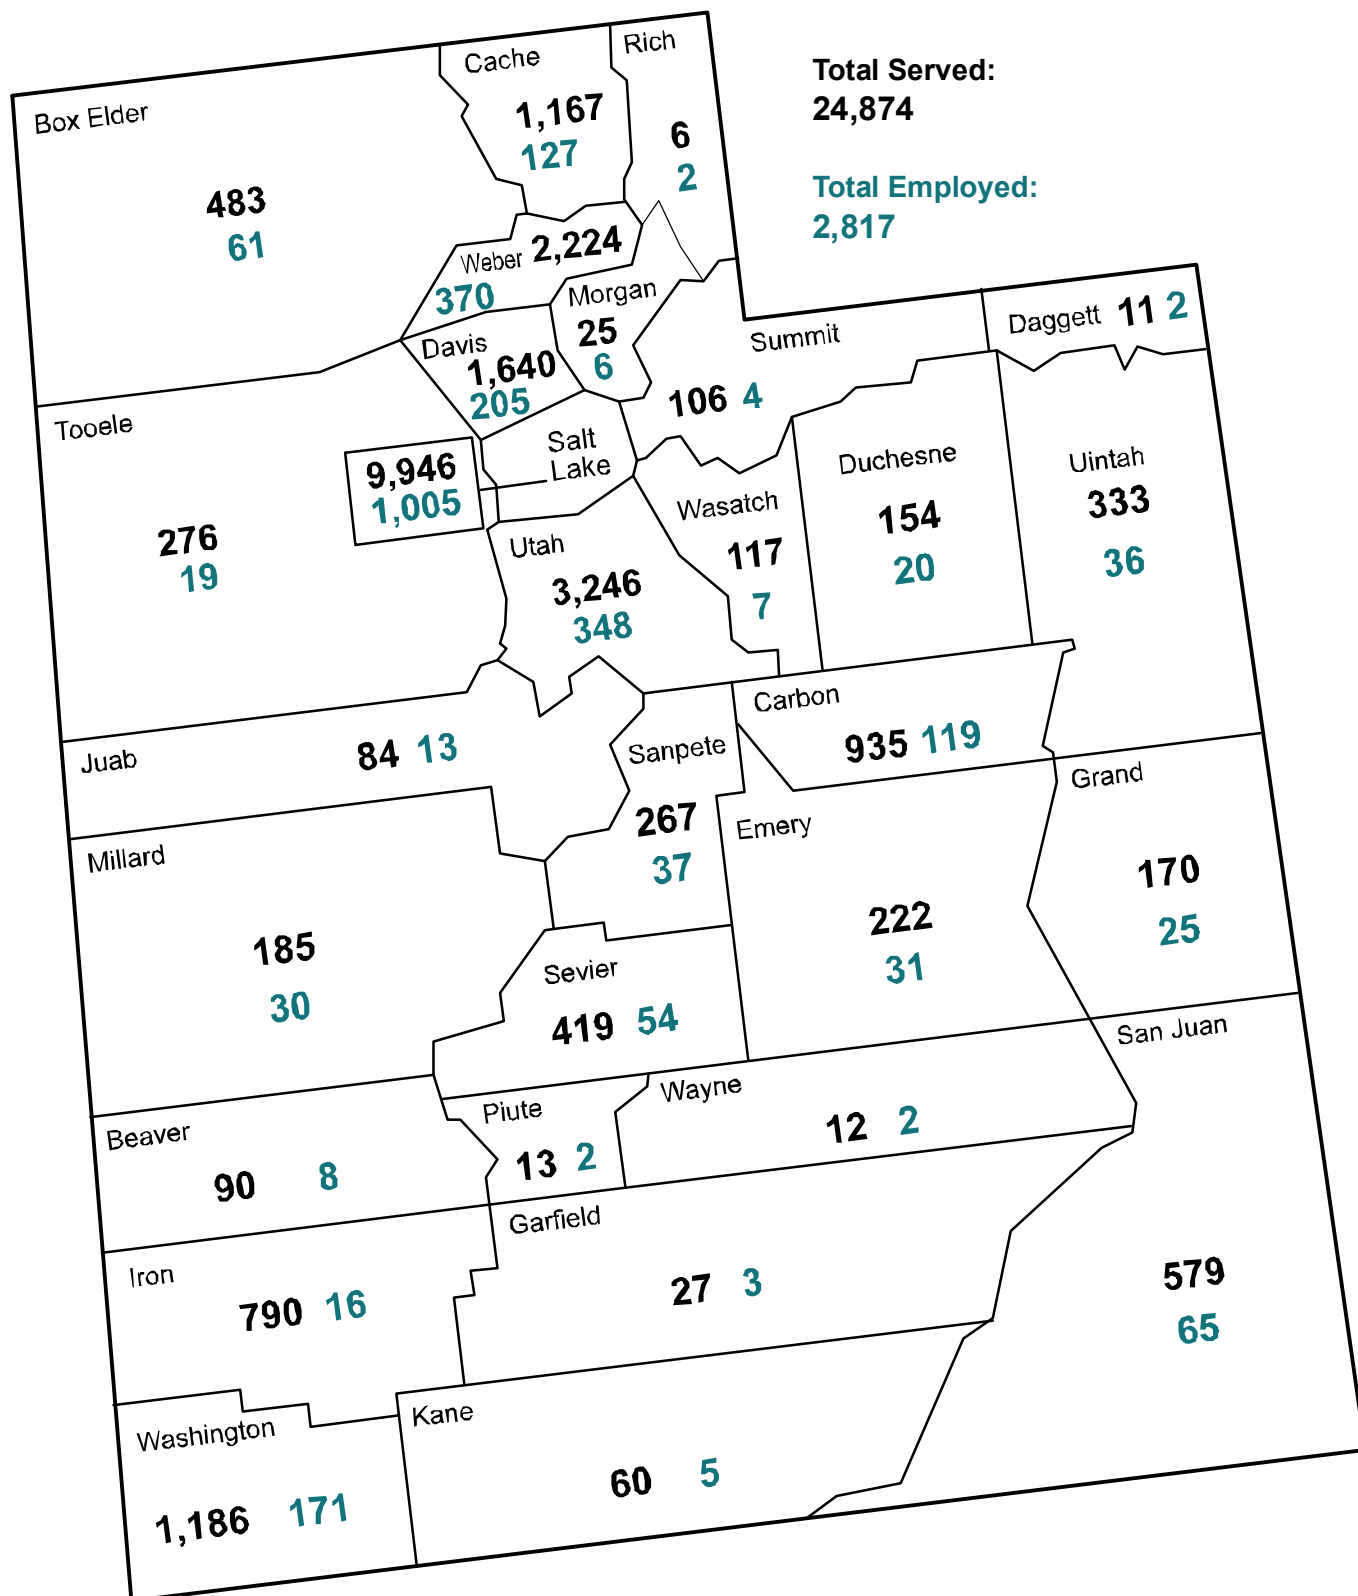 Total Served:
24,874
Total Employed:
2,817
Box Elder
483
61
Cache
1,167
127
Rich
6
2
Weber 2,224
370
Morgan
25
6
Davis
1,640
205
Summit
106 4
Daggett 11 2
Tooele
276
19
Salt
Lake
9,946
1,005
Utah
3,246
348
Wasatch
117
7
Duchesne
154
20
Uintah
333
36
Juab
84 13
Sanpete
267
37
Carbon
935 119
Millard
185
30
Emery
222
31
Grand
170
25
Sevier
419 54
Beaver
90 8
Piute
13 2
Wayne
12 2
San Juan
579
65
Iron
790 16
Garfield
27 3
Washington
1,186 171
Kane
60 5